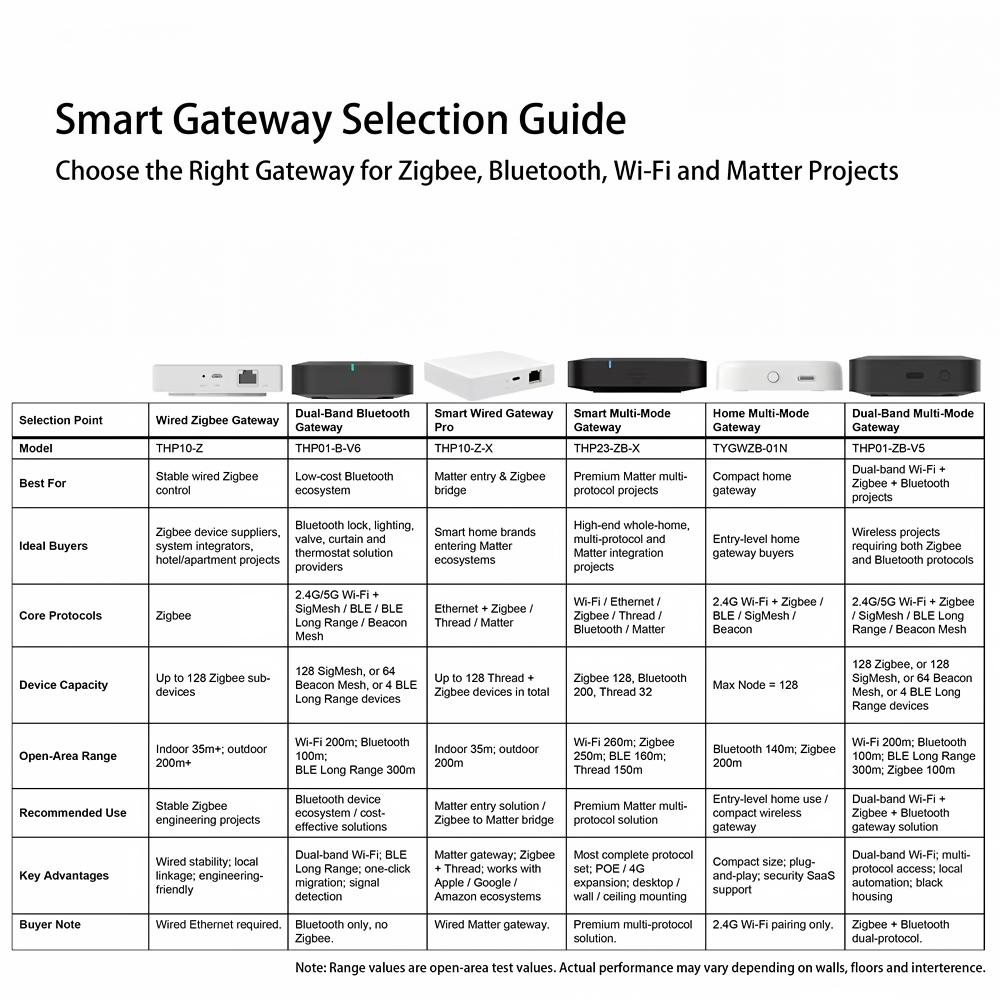 Smart Gateway Selection Guide
Choose the Right Gateway for Zigbee, Bluetooth, Wi-Fi and Matter Projects
Selection Point
Wired Zigbee Gateway
Dual-Band Bluetooth
Gateway
Smart Wired Gateway
Pro
Smart Multi-Mode
Gateway
Home Multi-Mode
Gateway
Dual-Band Multi-Mode
Gateway
Model
THP10-Z
THP01-B-V6
THP10-Z-X
THP23-ZB-X
TYGWZB-01N
THP01-ZB-V5
Best For
Stable wired Zigbee
control
Low-cost Bluetooth
ecosystem
Matter entry & Zigbee
bridge
Premium Matter multi-
protocol projects
Compact home
gateway
Dual-band Wi-Fi +
Zigbee + Bluetooth
projects
Ideal Buyers
Zigbee device suppliers,
system integrators,
hotel/apartment projects
Bluetooth lock, lighting,
valve, curtain and
thermostat solution
providers
Smart home brands
entering Matter
ecosystems
High-end whole-home,
multi-protocol and
Matter integration
projects
Entry-level home
gateway buyers
Wireless projects
requiring both Zigbee
and Bluetooth protocols
Core Protocols
Zigbee
2.4G/5G Wi-Fi +
SigMesh / BLE / BLE
Long Range / Beacon
Mesh
Ethernet + Zigbee /
Thread / Matter
Wi-Fi / Ethernet /
Zigbee / Thread /
Bluetooth / Matter
2.4G Wi-Fi + Zigbee /
BLE / SigMesh /
Beacon
2.4G/5G Wi-Fi + Zigbee
/ SigMesh / BLE Long
Range / Beacon Mesh
Device Capacity
Up to 128 Zigbee sub-
devices
128 SigMesh, or 64
Beacon Mesh, or 4 BLE
Long Range devices
Up to 128 Thread +
Zigbee devices in total
Zigbee 128, Bluetooth
200, Thread 32
Max Node = 128
128 Zigbee, or 128
SigMesh, or 64 Beacon
Mesh, or 4 BLE Long
Range devices
Open-Area Range
Indoor 35m+; outdoor
200m+
Wi-Fi 200m; Bluetooth
100m;
BLE Long Range 300m
Indoor 35m; outdoor
200m
Wi-Fi 260m; Zigbee
250m; BLE 160m;
Thread 150m
Bluetooth 140m; Zigbee
200m
Wi-Fi 200m; Bluetooth
100m; BLE Long Range
300m; Zigbee 100m
Recommended Use
Stable Zigbee
engineering projects
Bluetooth device
ecosystem / cost-
effective solutions
Matter entry solution /
Zigbee to Matter bridge
Premium Matter multi-
protocol solution
Entry-level home use /
compact wireless
gateway
Dual-band Wi-Fi +
Zigbee + Bluetooth
gateway solution
Key Advantages
Wired stability; local
linkage; engineering-
friendly
Dual-band Wi-Fi; BLE
Long Range; one-click
migration; signal
detection
Matter gateway; Zigbee
+ Thread; works with
Apple / Google /
Amazon ecosystems
Most complete protocol
set; POE / 4G
expansion; desktop /
wall / ceiling mounting
Compact size; plug-
and-play; security SaaS
support
Dual-band Wi-Fi; multi-
protocol access; local
automation; black
housing
Buyer Note
Wired Ethernet required.
Bluetooth only, no
Zigbee.
Wired Matter gateway.
Premium multi-protocol
solution.
2.4G Wi-Fi pairing only.
Zigbee + Bluetooth
dual-protocol.
Note: Range values are open-area test values. Actual performance may vary depending on walls, floors and interference.